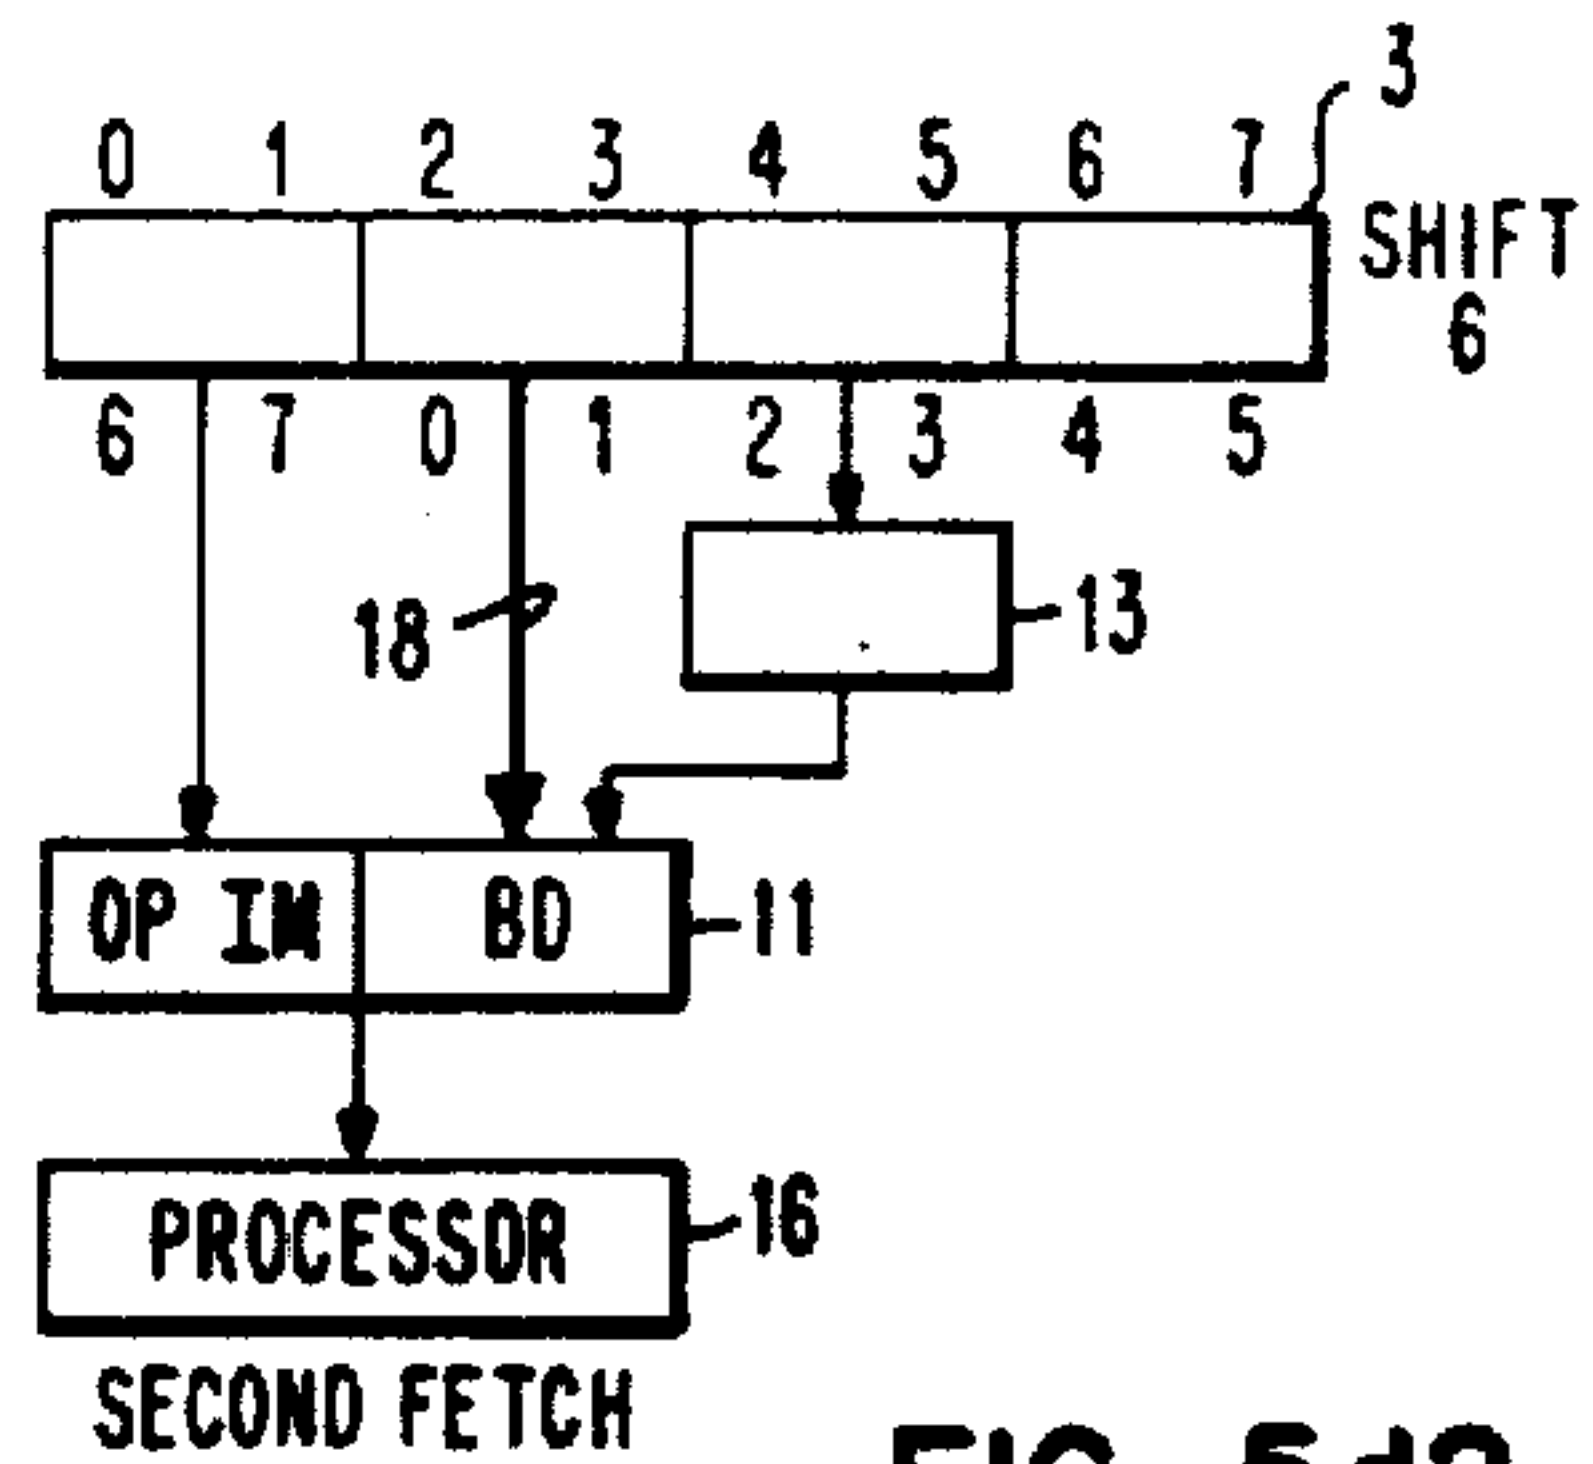 3
0 1 2 3 4 5 6 7
SHIFT
6
6 7 0 1 2 3 4 5
18
13
OP IM BD 11
PROCESSOR 16
SECOND FETCH